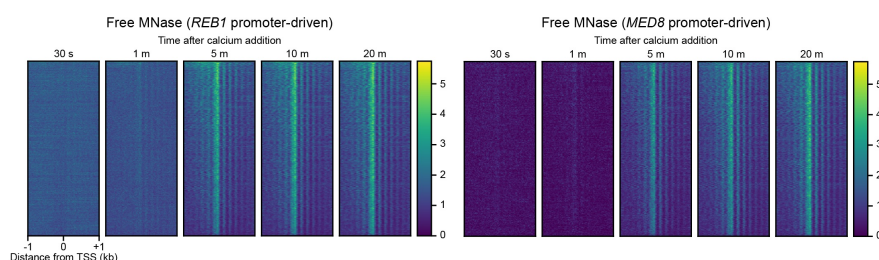 Free MNase (REB1 promoter-driven)
Time after calcium addition
30 s 1 m 5 m 10 m 20 m
5
4
3
2
1
0
-1 0 +1
Distance from TSS (kb)
Free MNase (MED8 promoter-driven)
Time after calcium addition
30 s 1 m 5 m 10 m 20 m
5
4
3
2
1
0